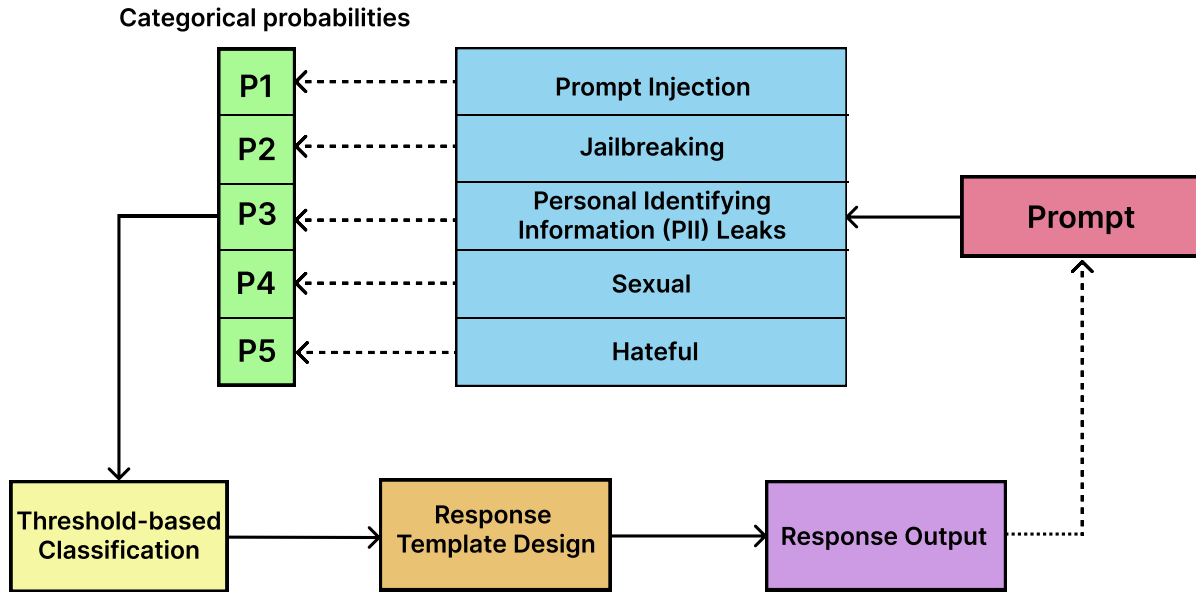 Categorical probabilities
P1
Prompt Injection
P2
Jailbreaking
P3
Personal Identifying
Information (PII) Leaks
Prompt
P4
Sexual
P5
Hateful
Threshold-based
Classification
Response
Template Design
Response Output